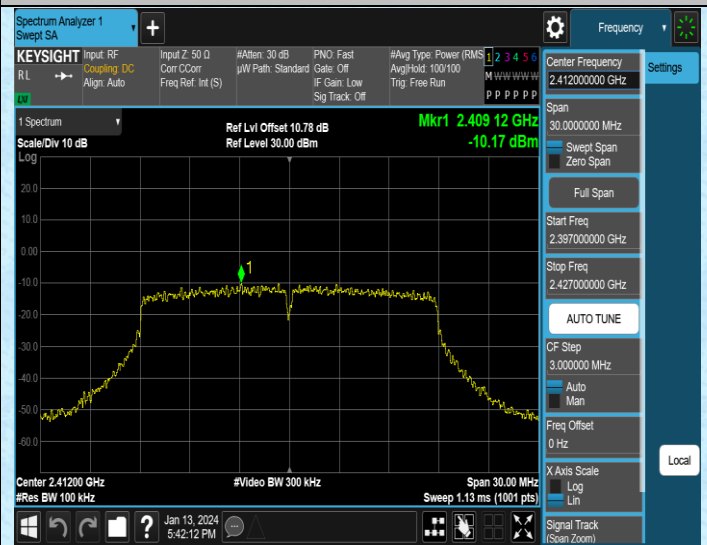 Spectrum Analyzer 1
Swept SA
+
Frequency
KEYSIGHT
RL
LXI
Input: RF
Coupling: DC
Align: Auto
Input Z: 50 Ω
Corr CCorr
Freq Ref: Int (S)
#Atten: 30 dB
µW Path: Standard
PNO: Fast
Gate: Off
IF Gain: Low
Sig Track: Off
#Avg Type: Power (RMS
Avg|Hold: 100/100
Trig: Free Run
1 2 3 4 5 6
M W W W W W
P P P P P P
1 Spectrum
Scale/Div 10 dB
Log
Ref Lvl Offset 10.78 dB
Ref Level 30.00 dBm
Mkr1 2.409 12 GHz
-10.17 dBm
20.0
10.0
0.00
-10.0
-20.0
-30.0
-40.0
-50.0
-60.0
1
Center 2.41200 GHz
#Res BW 100 kHz
#Video BW 300 kHz
Span 30.00 MHz
Sweep 1.13 ms (1001 pts)
Center Frequency
2.412000000 GHz
Span
30.0000000 MHz
Swept Span
Zero Span
Full Span
Start Freq
2.397000000 GHz
Stop Freq
2.427000000 GHz
AUTO TUNE
CF Step
3.000000 MHz
Auto
Man
Freq Offset
0 Hz
X Axis Scale
Log
Lin
Signal Track
(Span Zoom)
Settings
Local
?
Jan 13, 2024
5:42:12 PM